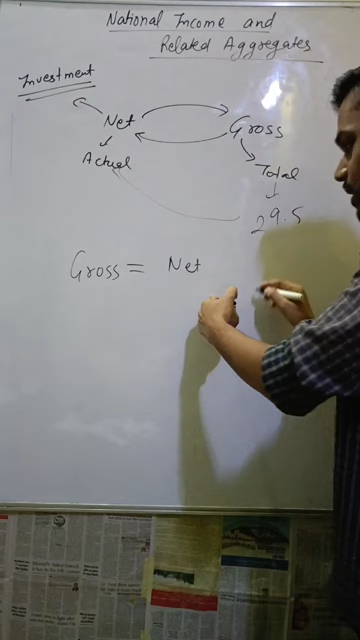 National Income and
Related Aggregates
Investment
Net
Gross
Actual
Total
29.5
Gross = Net